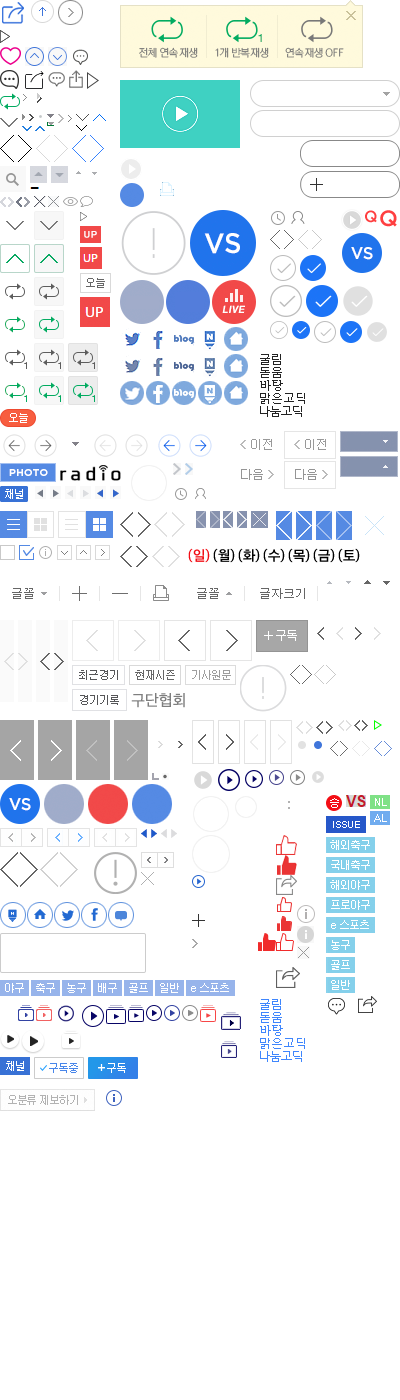 전체 연속재생 1개 반복재생 연속재생 OFF
UP
UP
오늘
UP
VS
VS
LIVE
blog N
blog N
blog N
굴림
돋움
바탕
맑은고딕
나눔고딕
1 1 1
1 1 1
오늘
이전 이전
다음 다음
PHOTO radio
채널
(일) (월) (화) (수) (목) (금) (토)
글꼴 글꼴 글자크기
+구독
최근경기 현재시즌 기사원문
경기기록 구단협회
VS
승 VS NL
ISSUE AL
해외축구
국내축구
해외야구
프로야구
e 스포츠
농구
골프
일반
야구 축구 농구 배구 골프 일반 e 스포츠
굴림
돋움
바탕
맑은고딕
나눔고딕
채널 구독중 +구독
오분류 제보하기